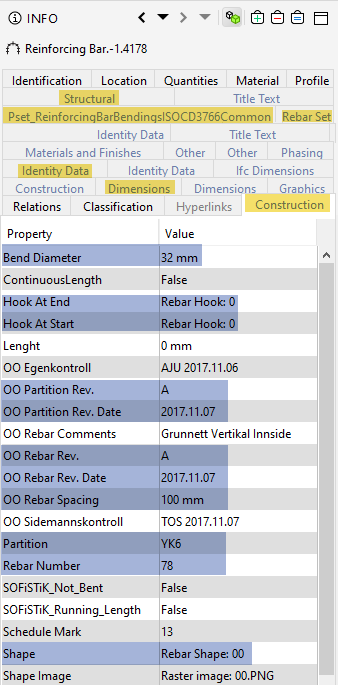 INFO
Reinforcing Bar.-1.4178
Identification Location Quantities Material Profile
Structural Title Text
Pset_ReinforcingBarBendingsISOCD3766Common Rebar Set
Identity Data Title Text
Materials and Finishes Other Other Phasing
Identity Data Identity Data Ifc Dimensions
Construction Dimensions Dimensions Graphics
Relations Classification Hyperlinks Construction
Property Value
Bend Diameter 32 mm
ContinuousLength False
Hook At End Rebar Hook: 0
Hook At Start Rebar Hook: 0
Lenght 0 mm
OO Egenkontroll AJU 2017.11.06
OO Partition Rev. A
OO Partition Rev. Date 2017.11.07
OO Rebar Comments Grunnett Vertikal Innside
OO Rebar Rev. A
OO Rebar Rev. Date 2017.11.07
OO Rebar Spacing 100 mm
OO Sidemannskontroll TOS 2017.11.07
Partition YK6
Rebar Number 78
SOFiSTiK_Not_Bent False
SOFiSTiK_Running_Length False
Schedule Mark 13
Shape Rebar Shape: 00
Shape Image Raster image: 00.PNG